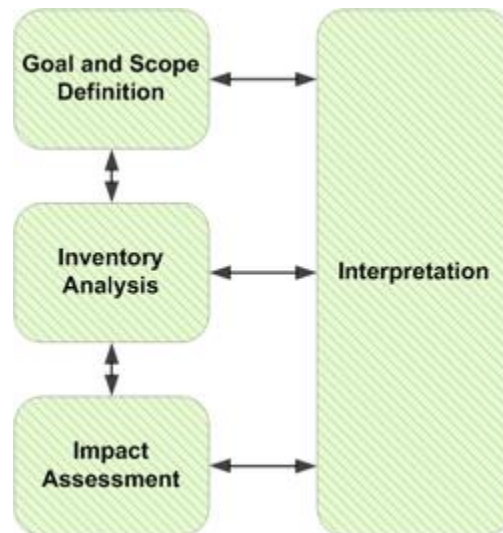 Goal and Scope
Definition
Inventory
Analysis
Interpretation
Impact
Assessment